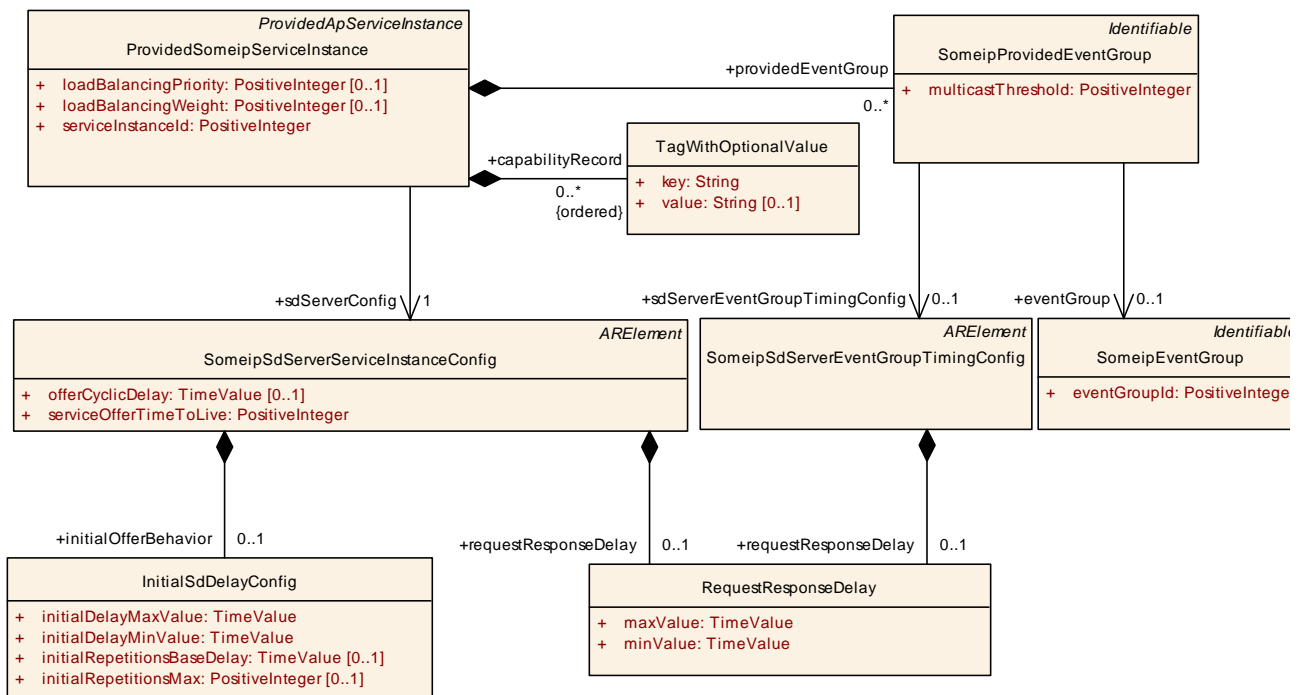 ProvidedApServiceInstance
ProvidedSomeipServiceInstance
+ loadBalancingPriority: PositiveInteger [0..1]
+ loadBalancingWeight: PositiveInteger [0..1]
+ serviceInstanceId: PositiveInteger
+providedEventGroup
0..*
Identifiable
SomeipProvidedEventGroup
+ multicastThreshold: PositiveInteger
+capabilityRecord
0..*
{ordered}
TagWithOptionalValue
+ key: String
+ value: String [0..1]
+sdServerConfig 1
+sdServerEventGroupTimingConfig 0..1
+eventGroup 0..1
ARElement
SomeipSdServerServiceInstanceConfig
+ offerCyclicDelay: TimeValue [0..1]
+ serviceOfferTimeToLive: PositiveInteger
ARElement
SomeipSdServerEventGroupTimingConfig
Identifiable
SomeipEventGroup
+ eventGroupId: PositiveInteger
+initialOfferBehavior 0..1
+requestResponseDelay 0..1
+requestResponseDelay 0..1
InitialSdDelayConfig
+ initialDelayMaxValue: TimeValue
+ initialDelayMinValue: TimeValue
+ initialRepetitionsBaseDelay: TimeValue [0..1]
+ initialRepetitionsMax: PositiveInteger [0..1]
RequestResponseDelay
+ maxValue: TimeValue
+ minValue: TimeValue